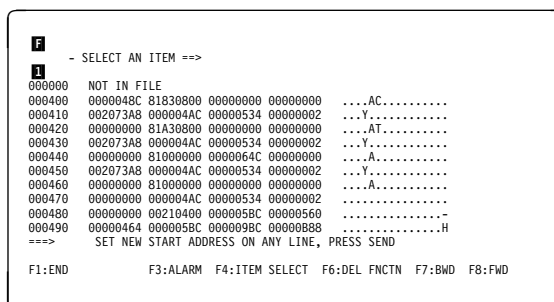 F
- SELECT AN ITEM ==>
1
000000 NOT IN FILE
000400 0000048C 81830800 00000000 00000000 ....AC..........
000410 002073A8 000004AC 00000534 00000002 ...Y............
000420 00000000 81A30800 00000000 00000000 ....AT..........
000430 002073A8 000004AC 00000534 00000002 ...Y............
000440 00000000 81000000 0000064C 00000000 ....A...........
000450 002073A8 000004AC 00000534 00000002 ...Y............
000460 00000000 81000000 00000000 00000000 ....A...........
000470 00000000 000004AC 00000534 00000002 ................
000480 00000000 00210400 000005BC 00000560 ...............-
000490 00000464 000005BC 000009BC 00000B88 ...............H
===> SET NEW START ADDRESS ON ANY LINE, PRESS SEND
F1:END F3:ALARM F4:ITEM SELECT F6:DEL FNCTN F7:BWD F8:FWD